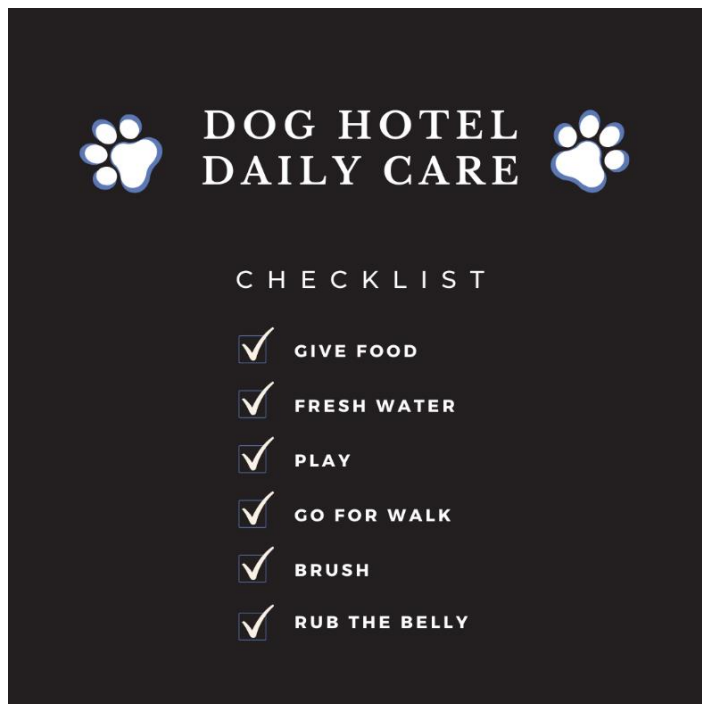 DOG HOTEL
DAILY CARE
CHECKLIST
GIVE FOOD
FRESH WATER
PLAY
GO FOR WALK
BRUSH
RUB THE BELLY